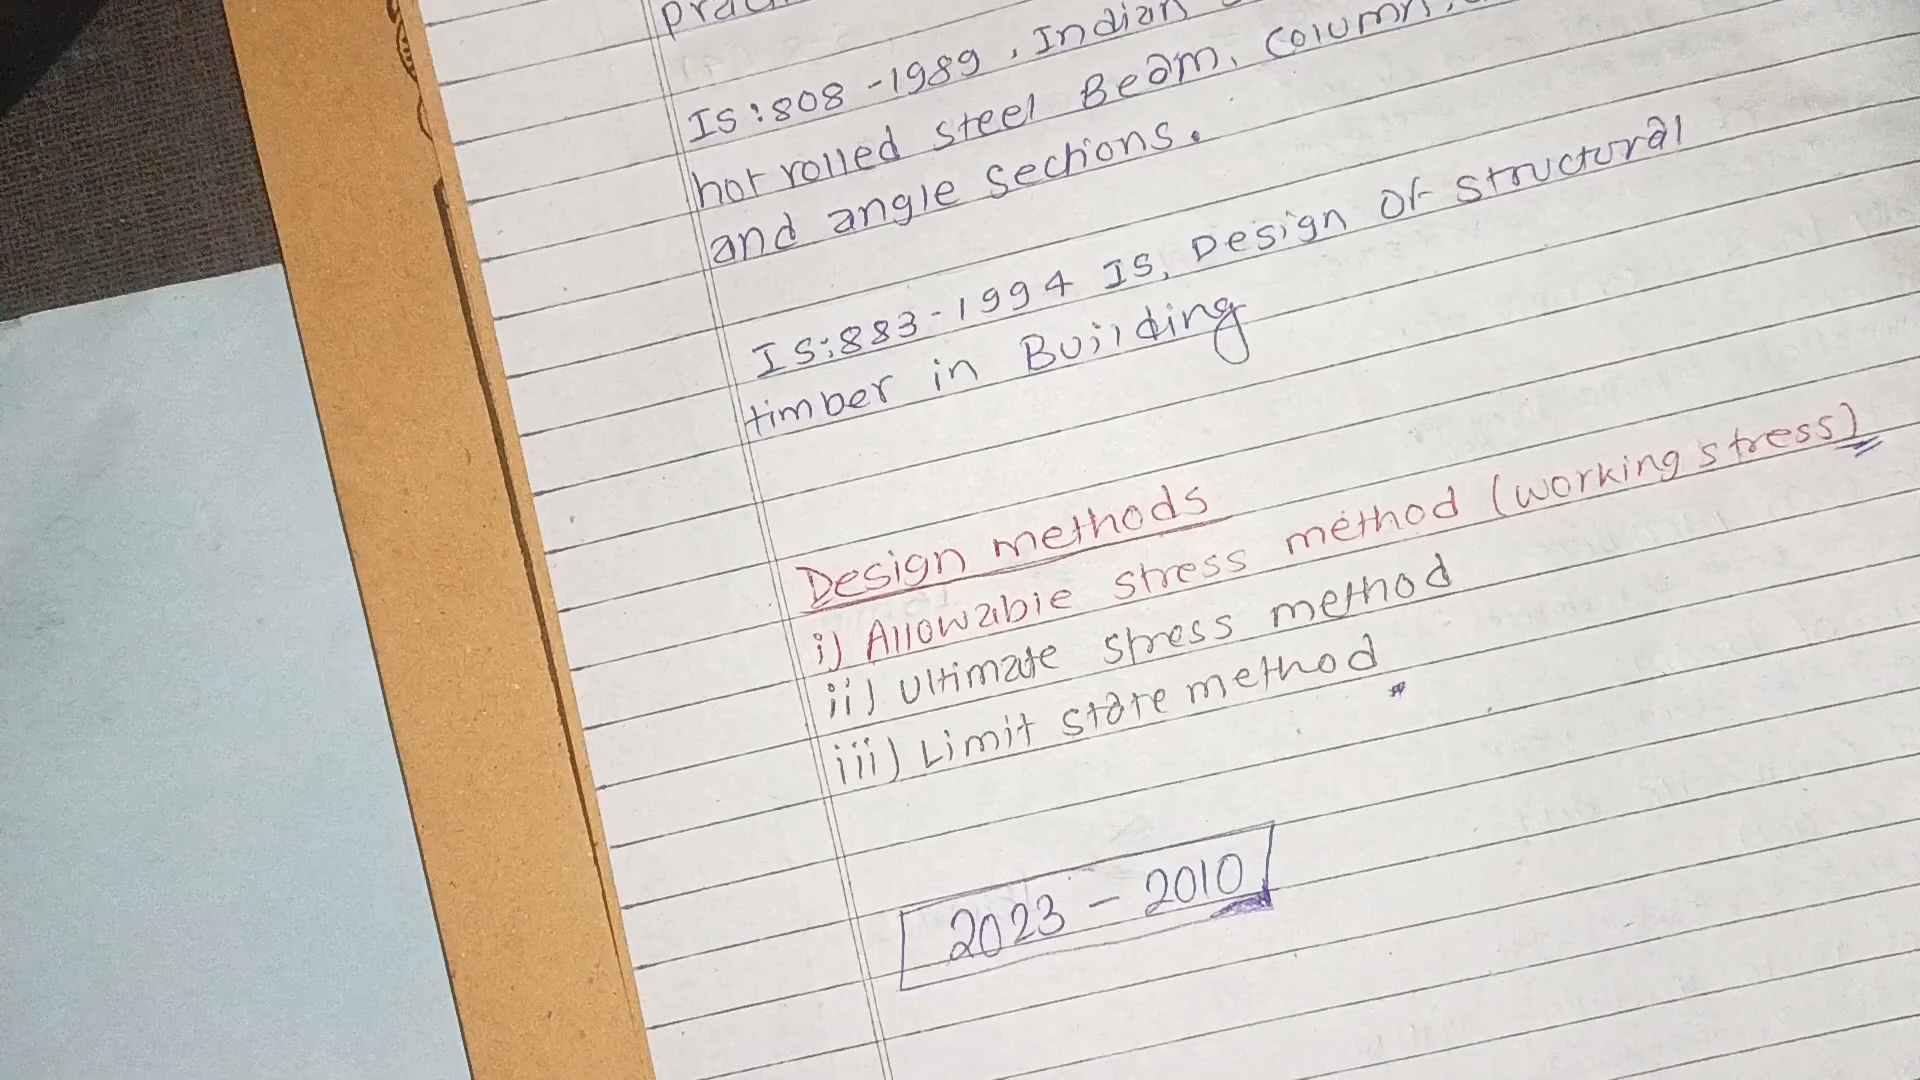 IS:808-1989, Indian
hot rolled steel Beam, column,
and angle sections.
IS:883-1994 IS, Design of structural
timber in Building
Design methods
i) Allowable stress method (working stress)
ii) Ultimate stress method
iii) Limit state method
2023-2010